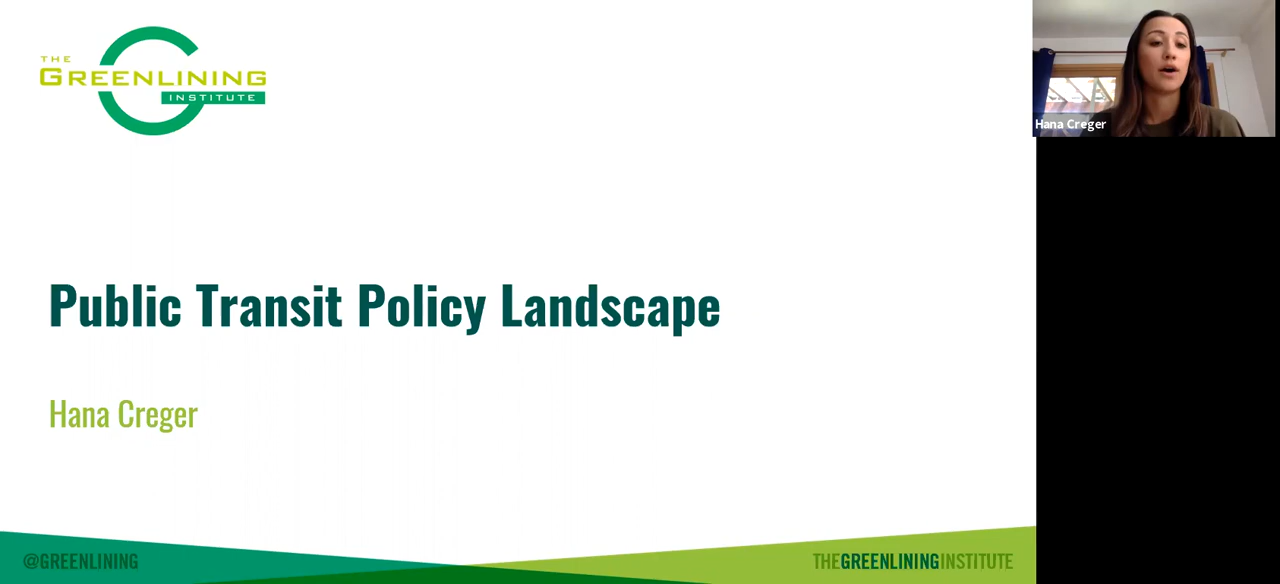 THE
GREENLINING
INSTITUTE
Hana Creger
Public Transit Policy Landscape
Hana Creger
@GREENLINING
THEGREENLININGINSTITUTE